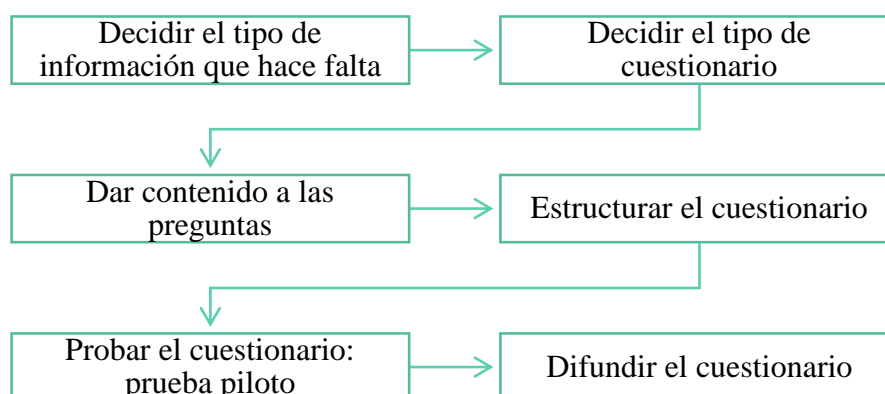 Decidir el tipo de
información que hace falta
Decidir el tipo de
cuestionario
Dar contenido a las
preguntas
Estructurar el cuestionario
Probar el cuestionario:
prueba piloto
Difundir el cuestionario